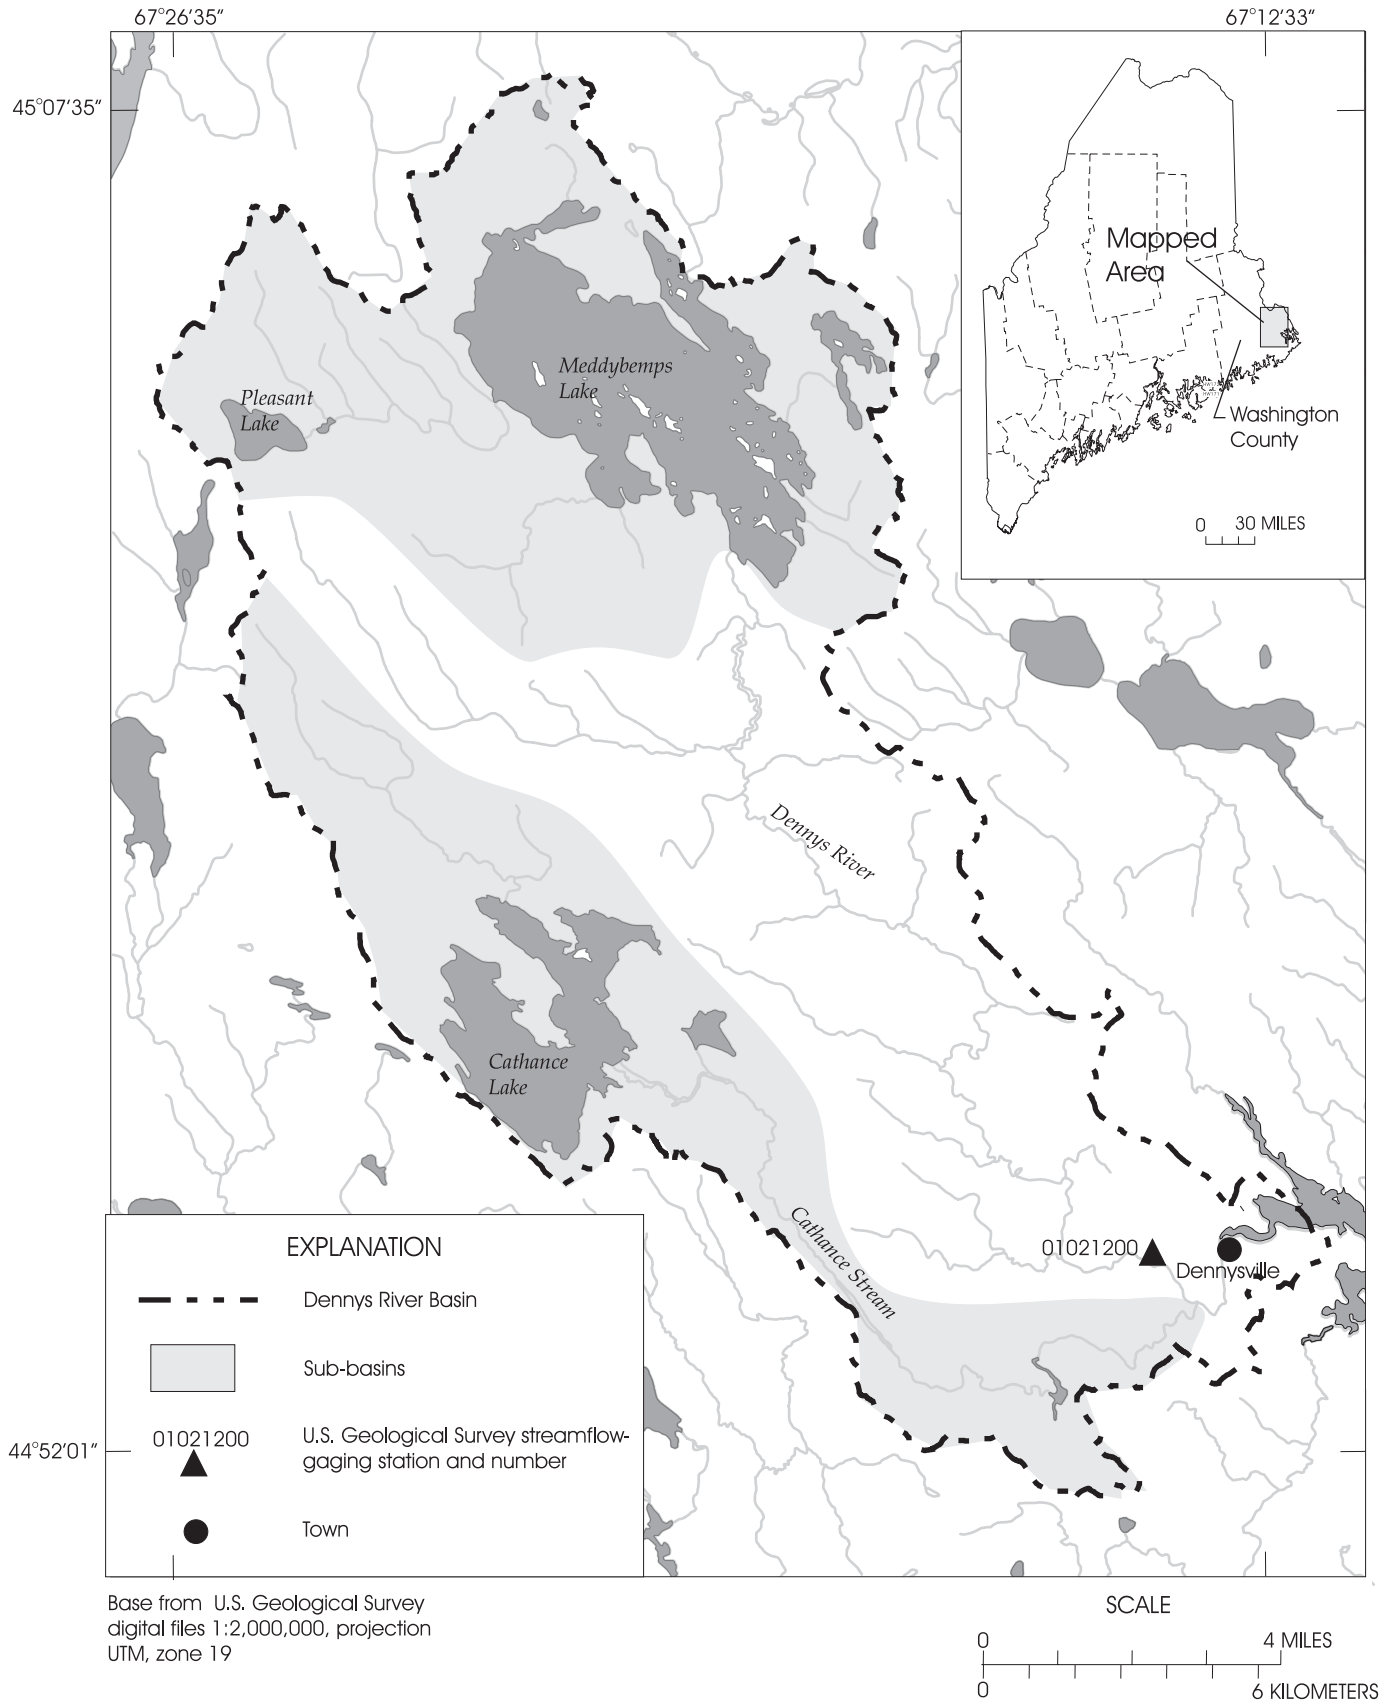 67°26'35"
67°12'33"
45°07'35"
Mapped
Area
Meddybemps
Lake
Pleasant
Lake
Washington
County
0 30 MILES
Dennys River
Cathance
Lake
Cathance Stream
01021200
Dennysville
EXPLANATION
Dennys River Basin
Sub-basins
01021200
U.S. Geological Survey streamflow-
gaging station and number
Town
44°52'01"
Base from U.S. Geological Survey
digital files 1:2,000,000, projection
UTM, zone 19
SCALE
0 4 MILES
0 6 KILOMETERS